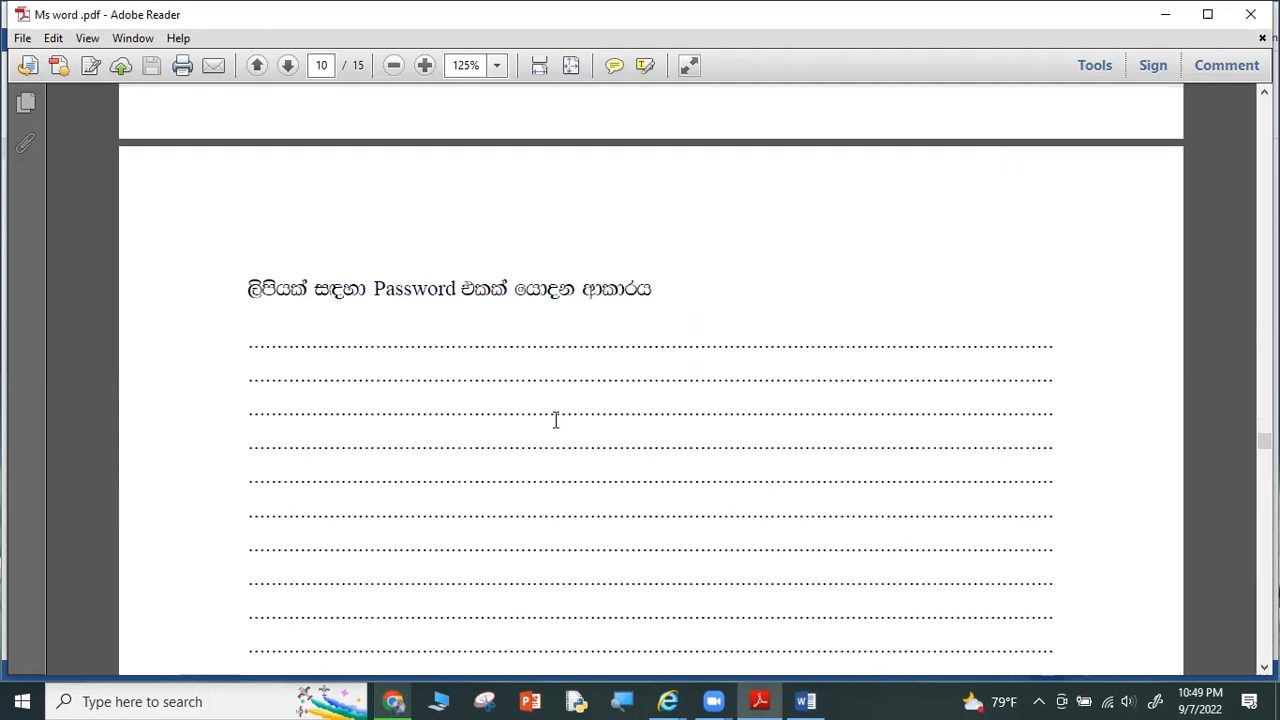 Ms word .pdf - Adobe Reader
File Edit View Window Help
10 / 15 125% Tools Sign Comment
ලිපියක් සඳහා Password එකක් යොදන ආකාරය
................................................................................
................................................................................
................................................................................
................................................................................
................................................................................
................................................................................
................................................................................
................................................................................
................................................................................
................................................................................
Type here to search
79°F
10:49 PM
9/7/2022